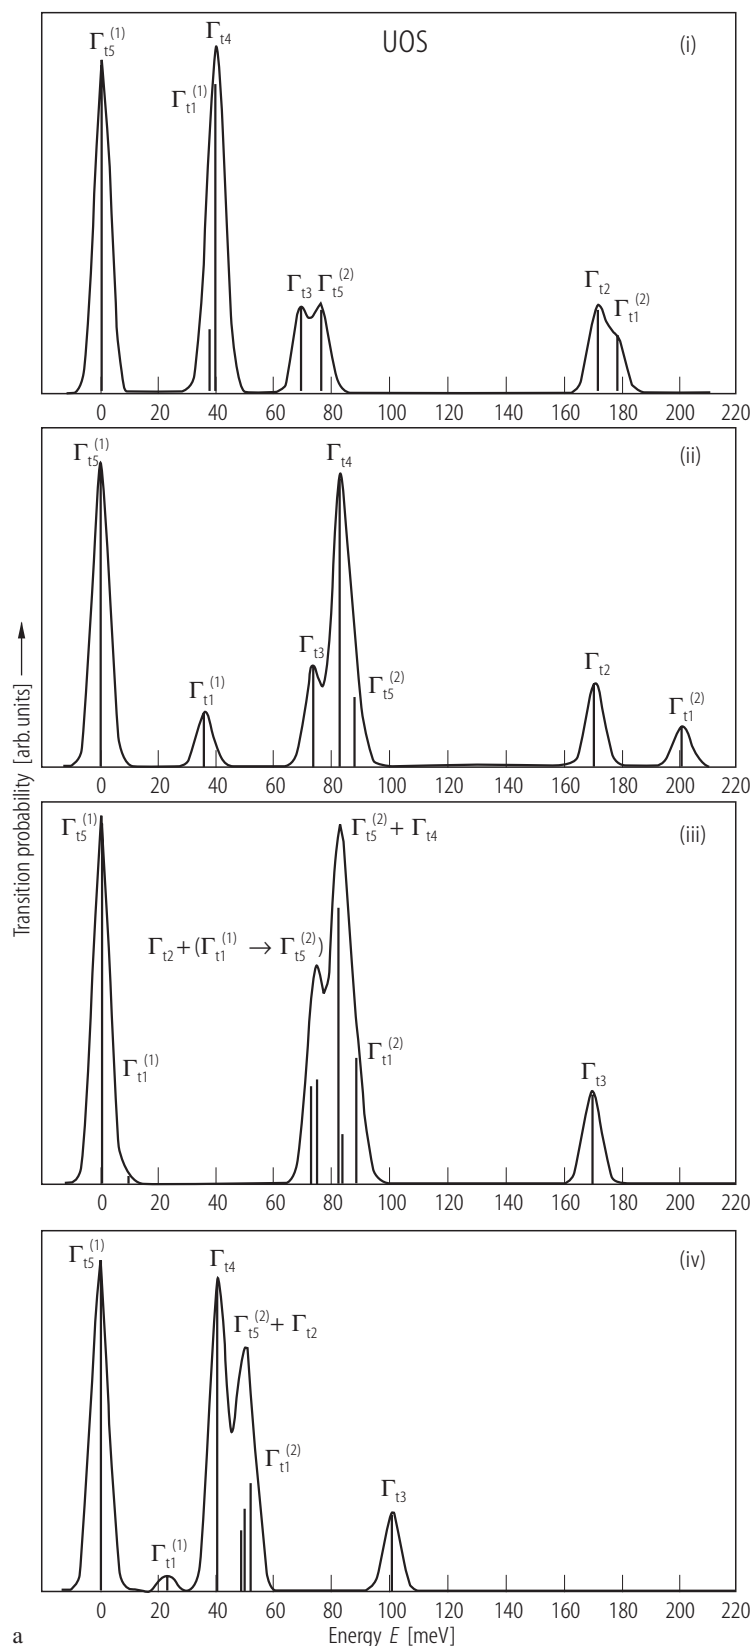 UOS
(i)
Γt5(1)
Γt4
Γt1(1)
Γt3 Γt5(2)
Γt2
Γt1(2)
0 20 40 60 80 100 120 140 160 180 200 220
(ii)
Γt5(1)
Γt4
Γt3
Γt1(1)
Γt5(2)
Γt2
Γt1(2)
0 20 40 60 80 100 120 140 160 180 200 220
Transition probability [arb. units]
(iii)
Γt5(1)
Γt5(2) + Γt4
Γt2 + (Γt1(1) → Γt5(2))
Γt1(1)
Γt1(2)
Γt3
0 20 40 60 80 100 120 140 160 180 200 220
(iv)
Γt5(1)
Γt4
Γt5(2) + Γt2
Γt1(2)
Γt3
Γt1(1)
0 20 40 60 80 100 120 140 160 180 200 220
a
Energy E [meV]